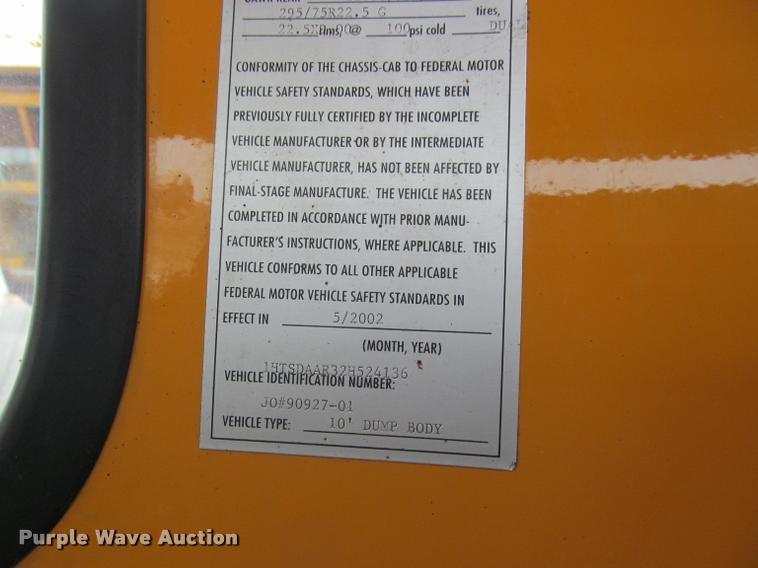 295/75R22.5 G tires,
rims, @ 100 psi cold DUAL
CONFORMITY OF THE CHASSIS-CAB TO FEDERAL MOTOR
VEHICLE SAFETY STANDARDS, WHICH HAVE BEEN
PREVIOUSLY FULLY CERTIFIED BY THE INCOMPLETE
VEHICLE MANUFACTURER OR BY THE INTERMEDIATE
VEHICLE MANUFACTURER, HAS NOT BEEN AFFECTED BY
FINAL-STAGE MANUFACTURE. THE VEHICLE HAS BEEN
COMPLETED IN ACCORDANCE WITH PRIOR MANU-
FACTURER'S INSTRUCTIONS, WHERE APPLICABLE. THIS
VEHICLE CONFORMS TO ALL OTHER APPLICABLE
FEDERAL MOTOR VEHICLE SAFETY STANDARDS IN
EFFECT IN 5/2002
(MONTH, YEAR)
1HTSDAAR32H524136
VEHICLE IDENTIFICATION NUMBER:
JO#90927-01
VEHICLE TYPE: 10' DUMP BODY
Purple Wave Auction